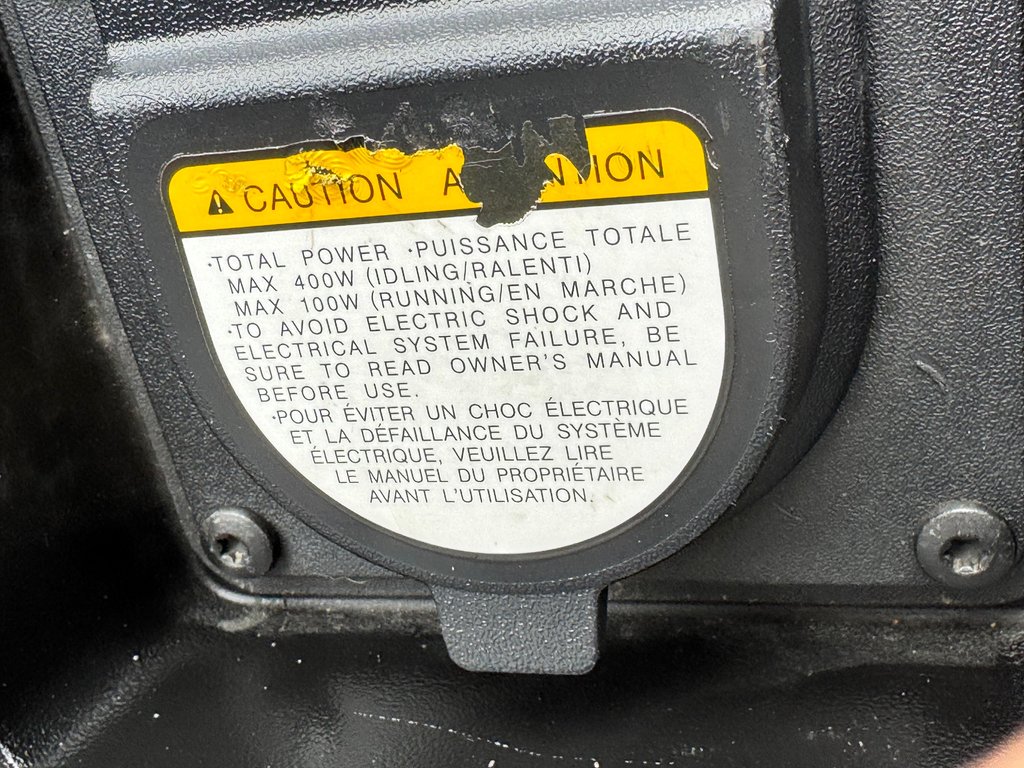 ⚠ CAUTION A NTION
·TOTAL POWER ·PUISSANCE TOTALE
MAX 400W (IDLING/RALENTI)
MAX 100W (RUNNING/EN MARCHE)
·TO AVOID ELECTRIC SHOCK AND
ELECTRICAL SYSTEM FAILURE, BE
SURE TO READ OWNER'S MANUAL
BEFORE USE.
·POUR ÉVITER UN CHOC ÉLECTRIQUE
ET LA DÉFAILLANCE DU SYSTÈME
ÉLECTRIQUE, VEUILLEZ LIRE
LE MANUEL DU PROPRIÉTAIRE
AVANT L'UTILISATION.